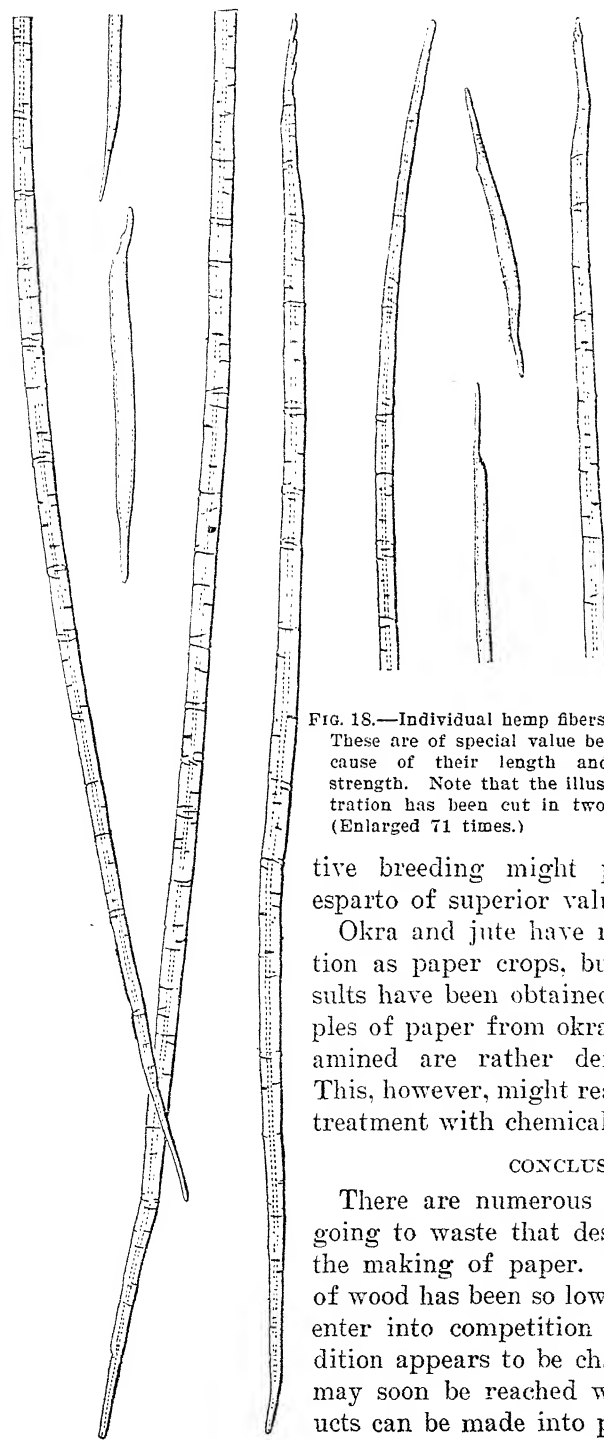 FIG. 18.—Individual hemp fibers
These are of special value be
cause of their length and
strength. Note that the illus
tration has been cut in two
(Enlarged 71 times.)
tive breeding might
esparto of superior valu
Okra and jute have
tion as paper crops, bu
sults have been obtained
ples of paper from okra
amined are rather de
This, however, might rea
treatment with chemical
CONCLUS
There are numerous
going to waste that des
the making of paper.
of wood has been so low
enter into competition
dition appears to be ch
may soon be reached w
ucts can be made into p